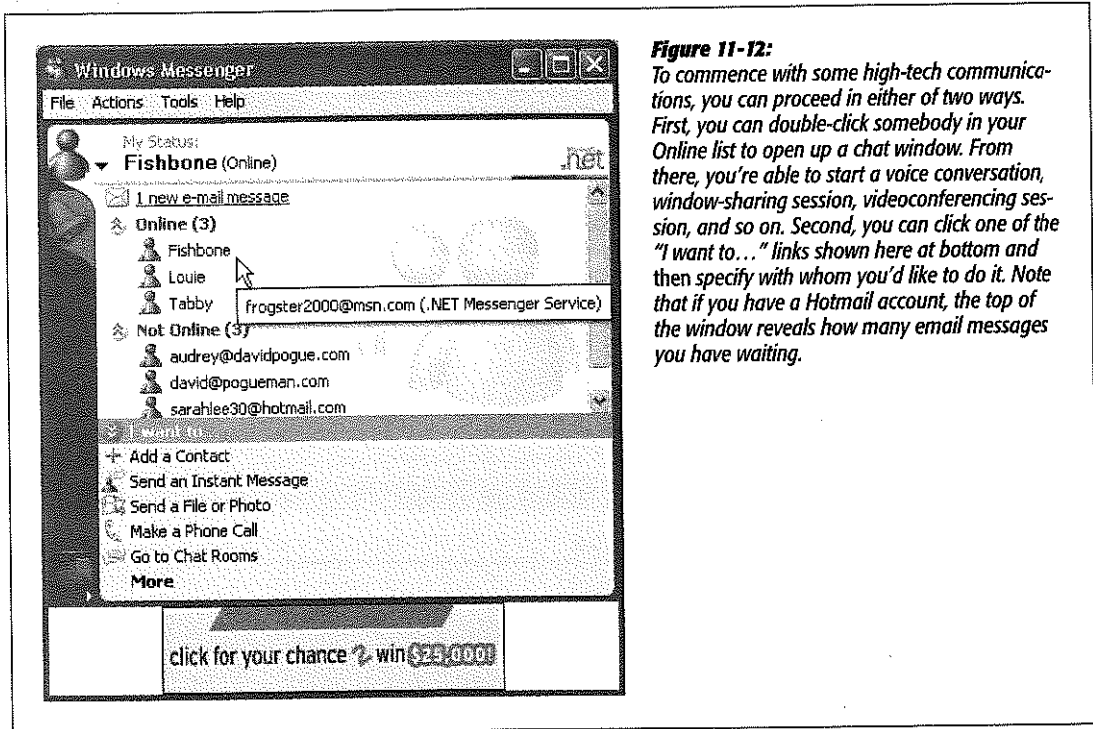 Windows Messenger
File Actions Tools Help
My Status:
Fishbone (Online)
.net
1 new e-mail message
Online (3)
Fishbone
Louie
Tabby
frogster2000@msn.com (.NET Messenger Service)
Not Online (3)
audrey@davidpogue.com
david@pogueman.com
sarahlee30@hotmail.com
I want to...
Add a Contact
Send an Instant Message
Send a File or Photo
Make a Phone Call
Go to Chat Rooms
More
click for your chance 2 win $25,000!
Figure 11-12:
To commence with some high-tech communica-
tions, you can proceed in either of two ways.
First, you can double-click somebody in your
Online list to open up a chat window. From
there, you're able to start a voice conversation,
window-sharing session, videoconferencing ses-
sion, and so on. Second, you can click one of the
"I want to…" links shown here at bottom and
then specify with whom you'd like to do it. Note
that if you have a Hotmail account, the top of
the window reveals how many email messages
you have waiting.